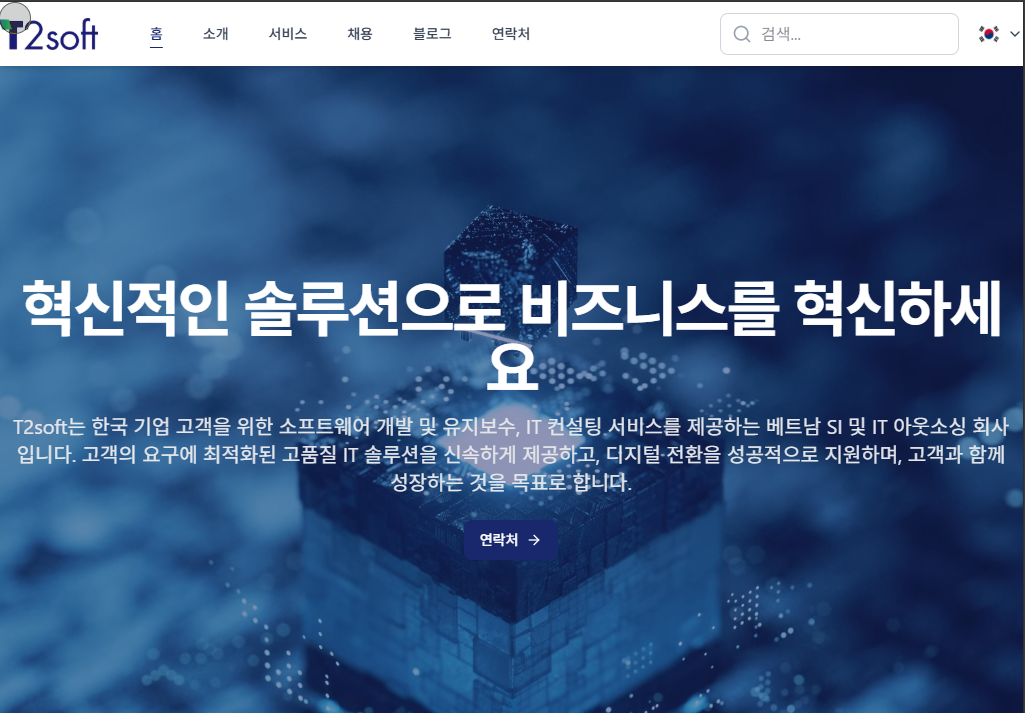 T2soft
홈 소개 서비스 채용 블로그 연락처 검색...
혁신적인 솔루션으로 비즈니스를 혁신하세
요
T2soft는 한국 기업 고객을 위한 소프트웨어 개발 및 유지보수, IT 컨설팅 서비스를 제공하는 베트남 SI 및 IT 아웃소싱 회사
입니다. 고객의 요구에 최적화된 고품질 IT 솔루션을 신속하게 제공하고, 디지털 전환을 성공적으로 지원하며, 고객과 함께
성장하는 것을 목표로 합니다.
연락처 →